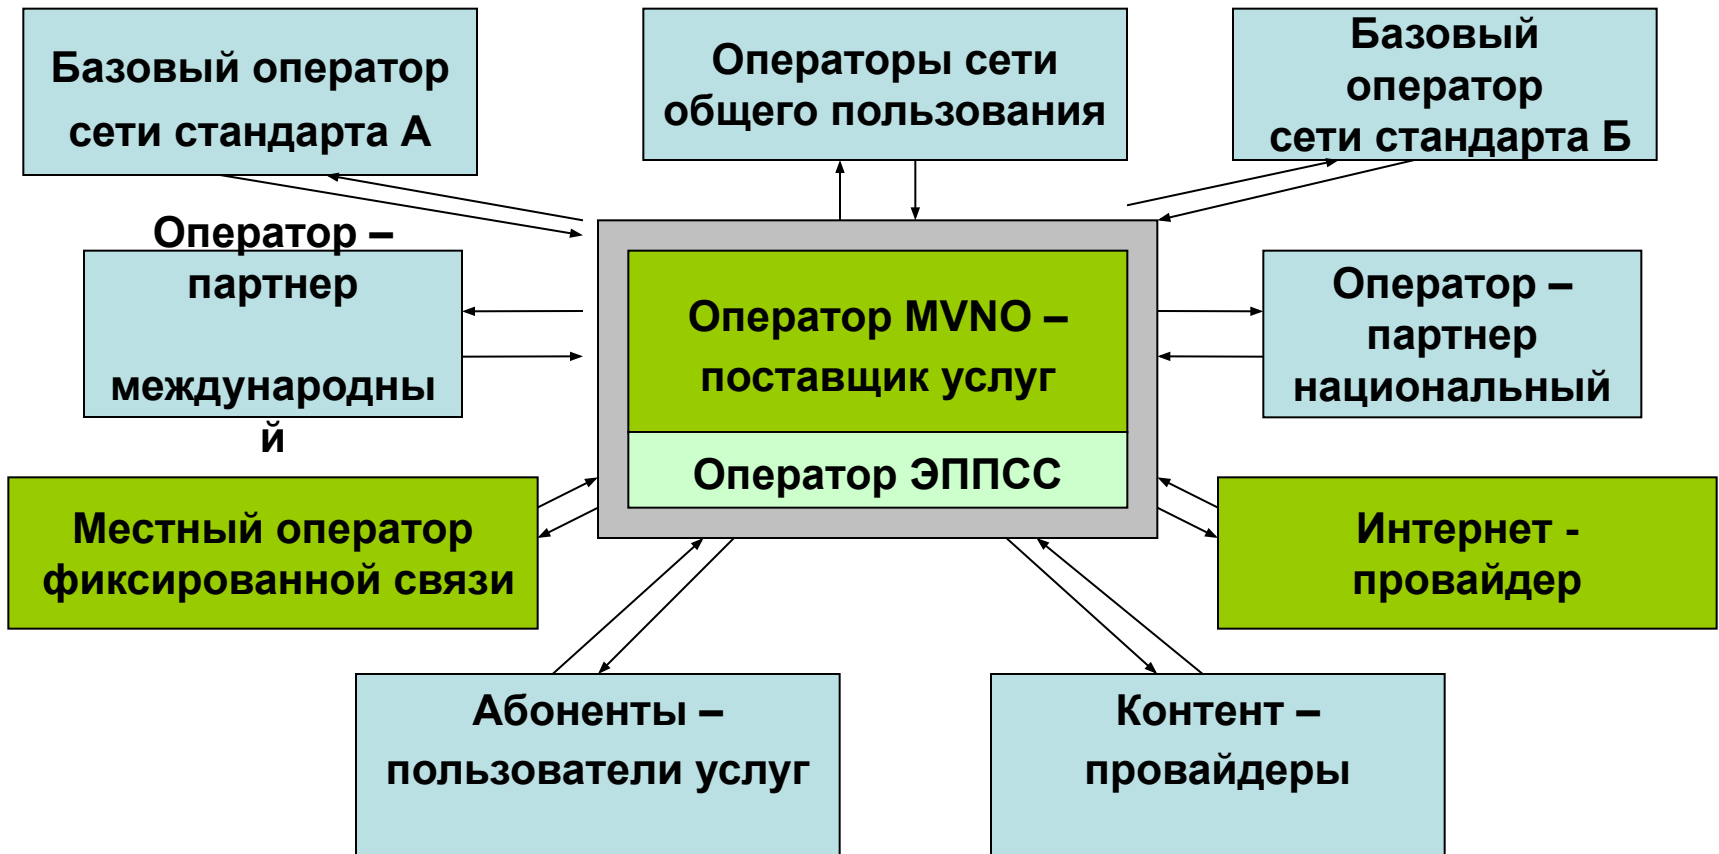 Базовый оператор
сети стандарта А
Операторы сети
общего пользования
Базовый
оператор
сети стандарта Б
Оператор –
партнер
международны
й
Оператор MVNO –
поставщик услуг
Оператор ЭППСС
Оператор –
партнер
национальный
Местный оператор
фиксированной связи
Интернет -
провайдер
Абоненты –
пользователи услуг
Контент –
провайдеры